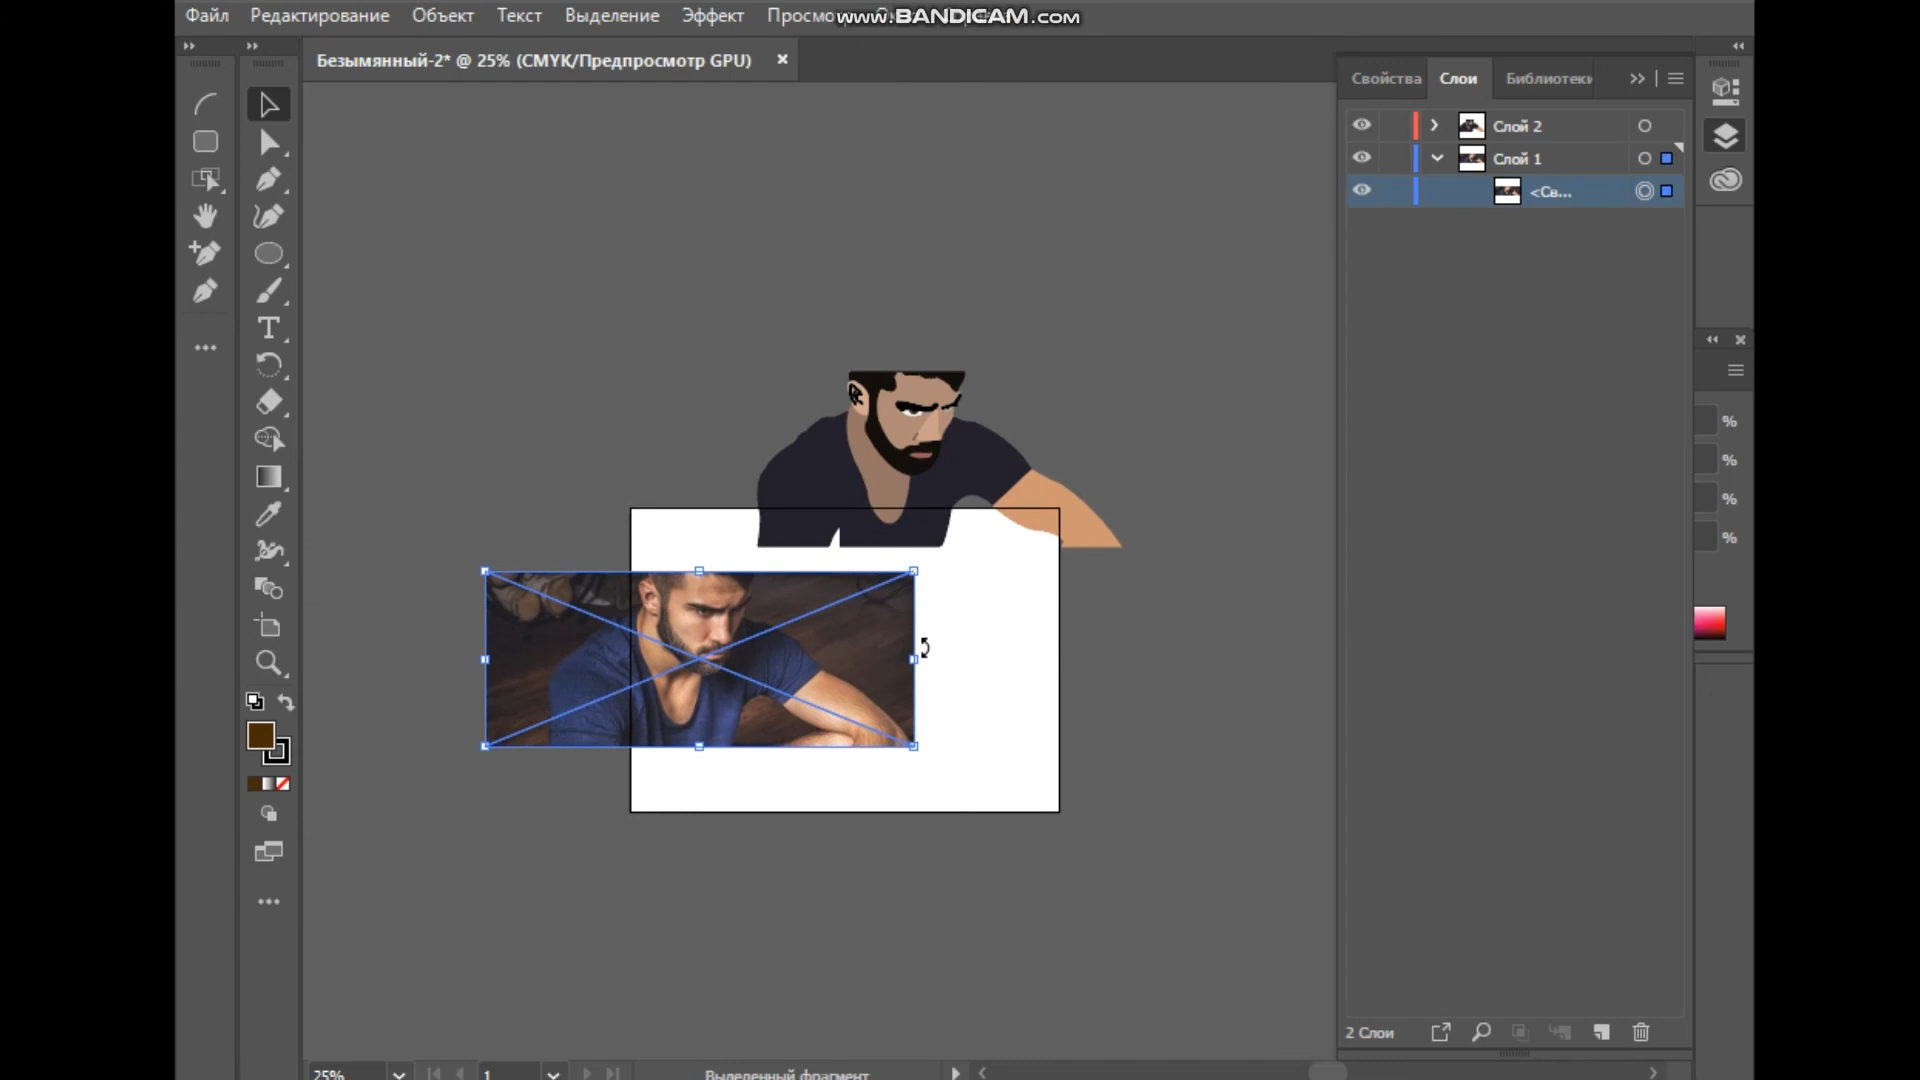 Файл Редактирование Объект Текст Выделение Эффект
www.BANDICAM.com
Безымянный-2* @ 25% (CMYK/Предпросмотр GPU)
Свойства Слои Библиотеки
Слой 2
Слой 1
<Св...
%
%
%
%
2 Слои
25% 1 Выделенный фрагмент